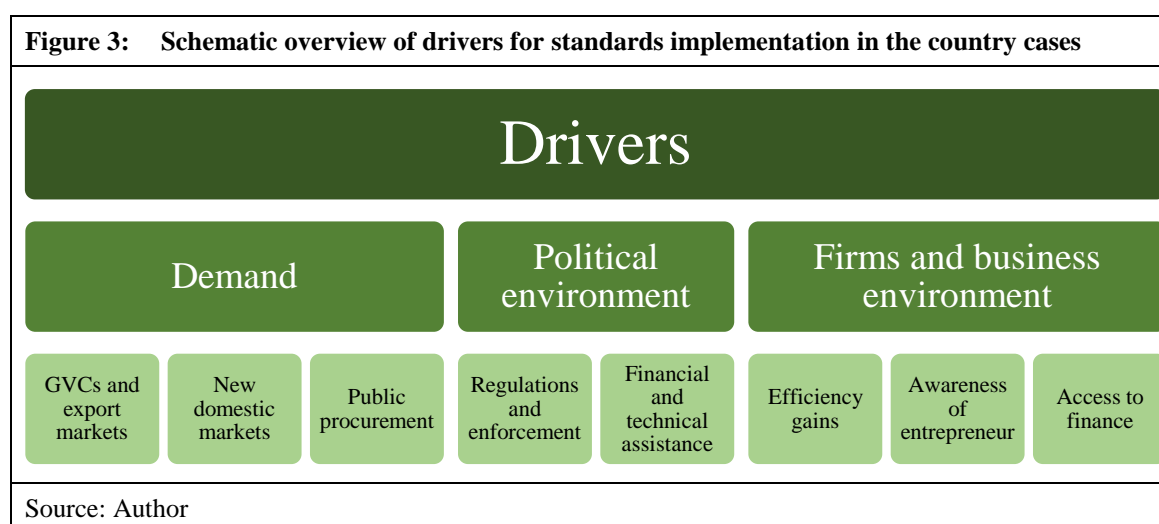 Figure 3: Schematic overview of drivers for standards implementation in the country cases
Drivers
Demand
Political
environment
Firms and business
environment
GVCs and
export
markets
New
domestic
markets
Public
procurement
Regulations
and
enforcement
Financial
and
technical
assistance
Efficiency
gains
Awareness
of
entrepreneur
Access to
finance
Source: Author